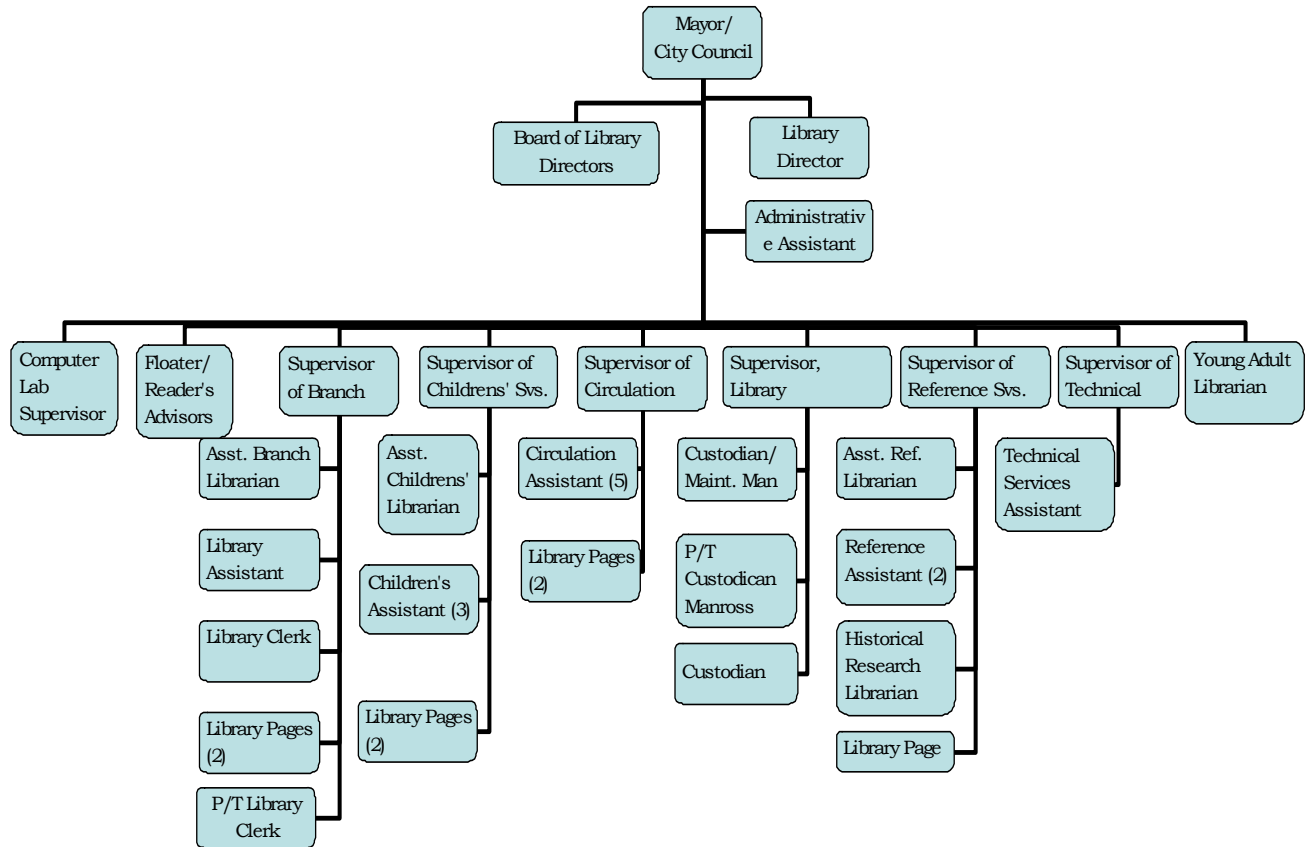 Mayor/
City Council
Board of Library
Directors
Library
Director
Administrativ
e Assistant
Computer
Lab
Supervisor
Floater/
Reader's
Advisors
Supervisor
of Branch
Supervisor of
Childrens' Svs.
Supervisor of
Circulation
Supervisor,
Library
Supervisor of
Reference Svs.
Supervisor of
Technical
Young Adult
Librarian
Asst. Branch
Librarian
Library
Assistant
Library Clerk
Library Pages
(2)
P/T Library
Clerk
Asst.
Childrens'
Librarian
Children's
Assistant (3)
Library Pages
(2)
Circulation
Assistant (5)
Library Pages
(2)
Custodian/
Maint. Man
P/T
Custodican
Manross
Custodian
Asst. Ref.
Librarian
Reference
Assistant (2)
Historical
Research
Librarian
Library Page
Technical
Services
Assistant